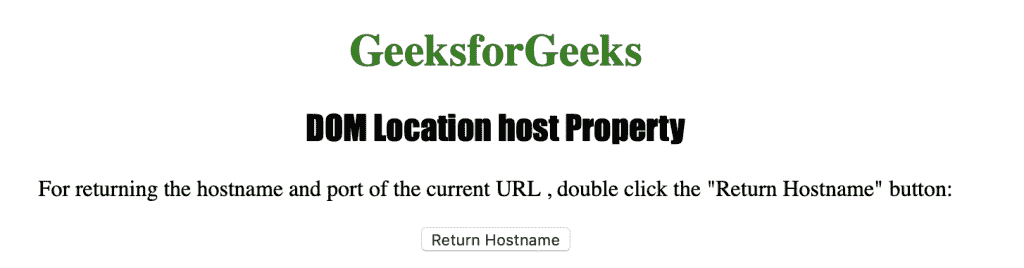 GeeksforGeeks
DOM Location host Property
For returning the hostname and port of the current URL , double click the "Return Hostname" button:
Return Hostname